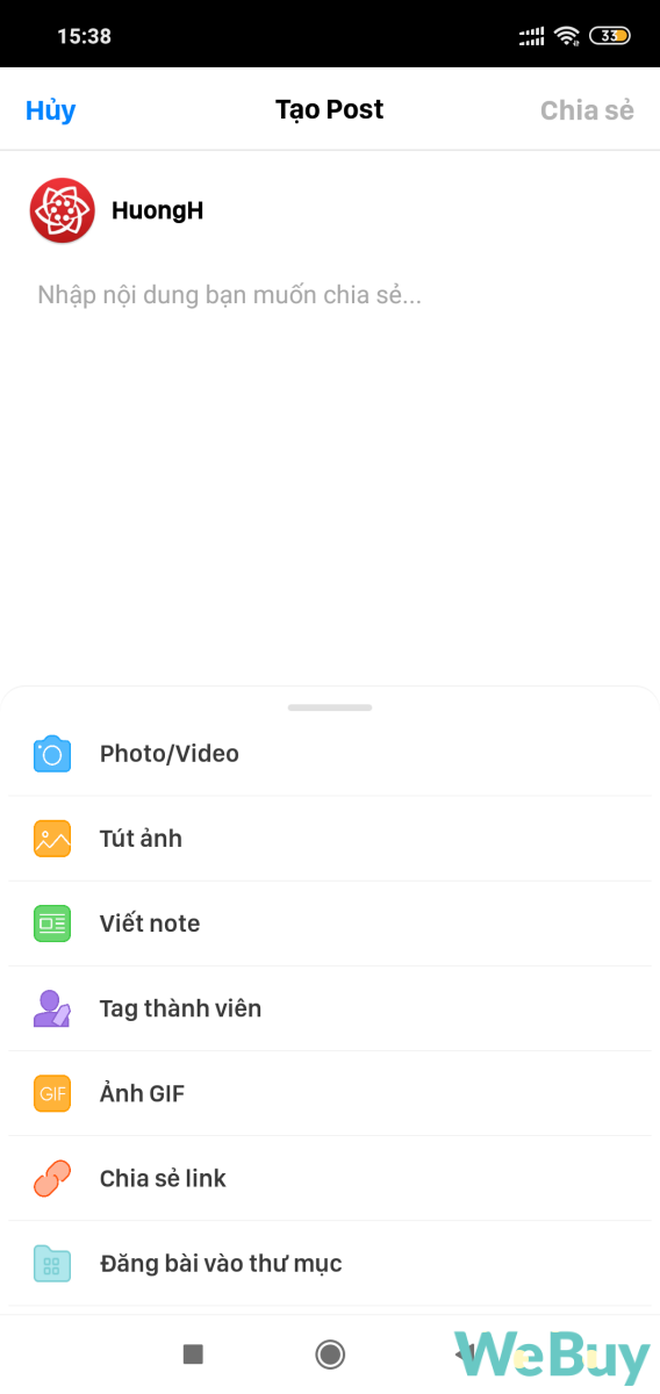 15:38
33
Hủy
Tạo Post
Chia sẻ
HuongH
Nhập nội dung bạn muốn chia sẻ...
Photo/Video
Tút ảnh
Viết note
Tag thành viên
GIF
Ảnh GIF
Chia sẻ link
Đăng bài vào thư mục
WeBuy